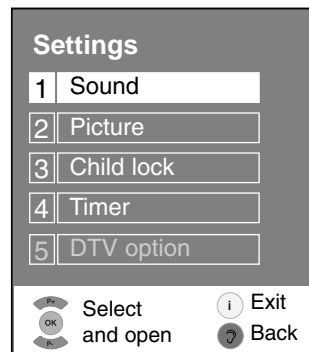 Settings
1 Sound
2 Picture
3 Child lock
4 Timer
5 DTV option
P+
OK
P-
Select
and open
i Exit
Back